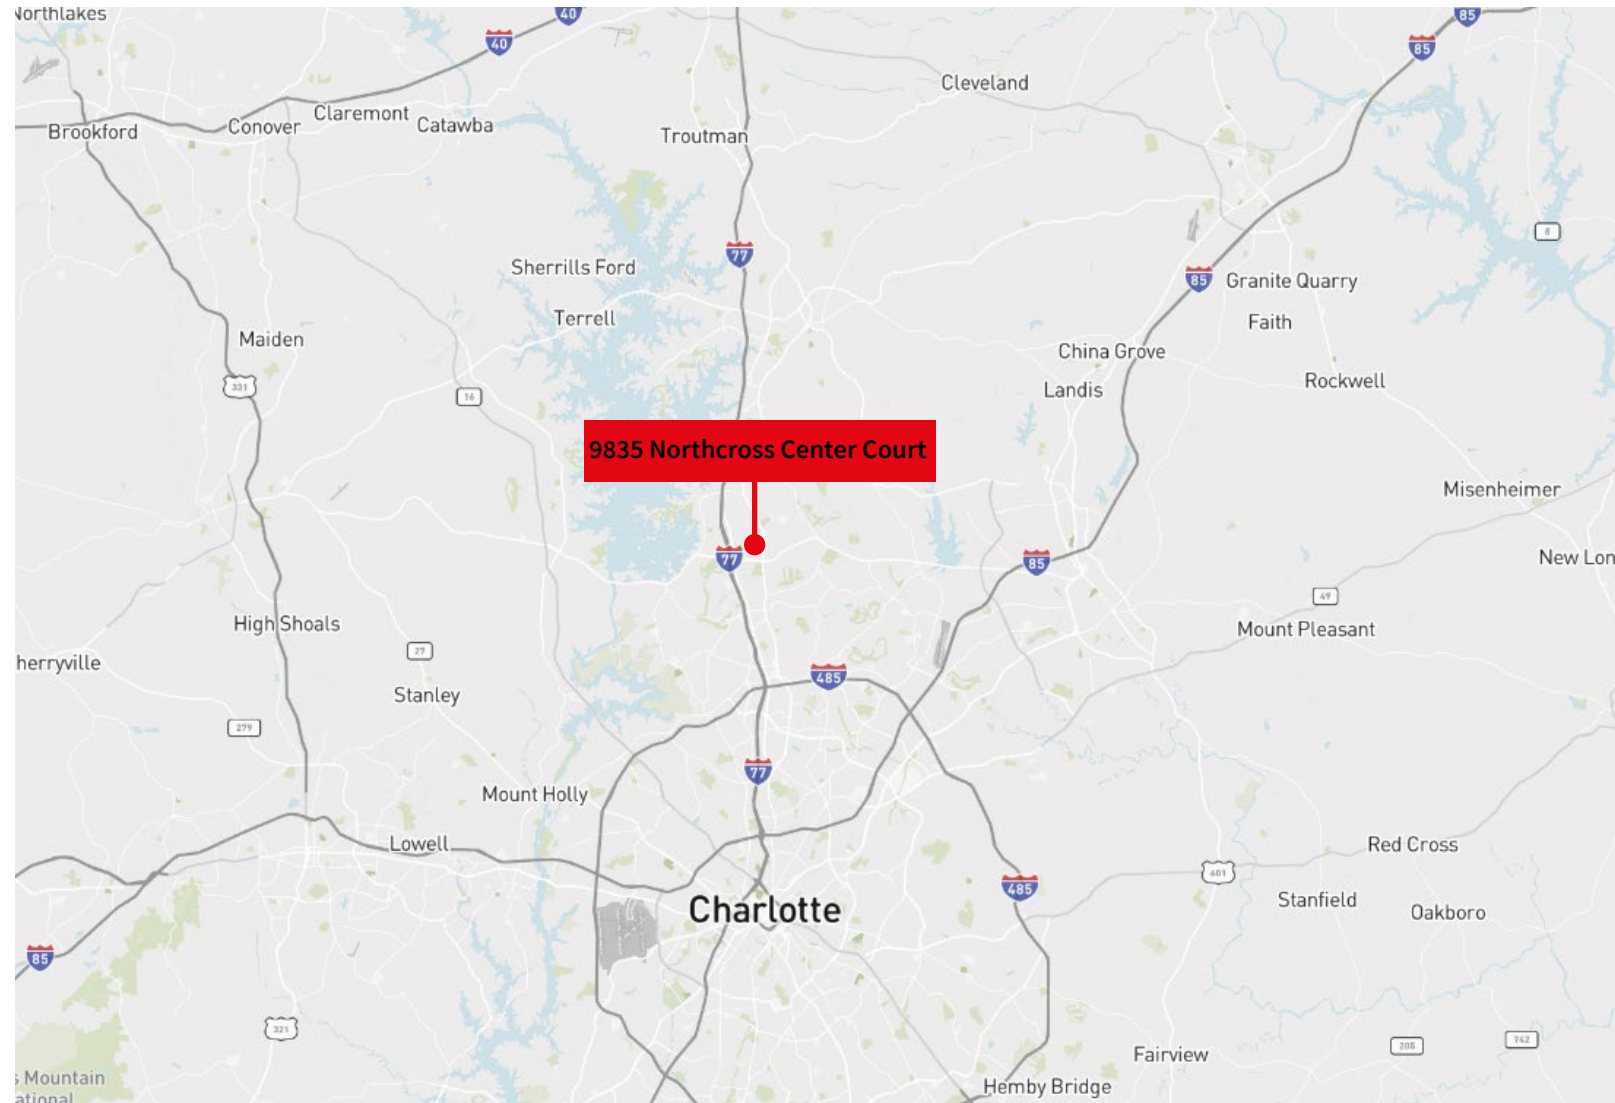 Northlakes
40
40
85
85
Cleveland
Claremont
Catawba
Conover
Brookford
Troutman
8
77
Sherrills Ford
85
Granite Quarry
Terrell
Faith
Maiden
China Grove
321
Landis
Rockwell
16
9835 Northcross Center Court
Misenheimer
77
85
New Lon
49
High Shoals
Mount Pleasant
27
herryville
485
Stanley
279
77
Mount Holly
Lowell
Red Cross
601
485
Stanfield
Charlotte
Oakboro
85
321
205
742
Fairview
s Mountain
Hemby Bridge
ational